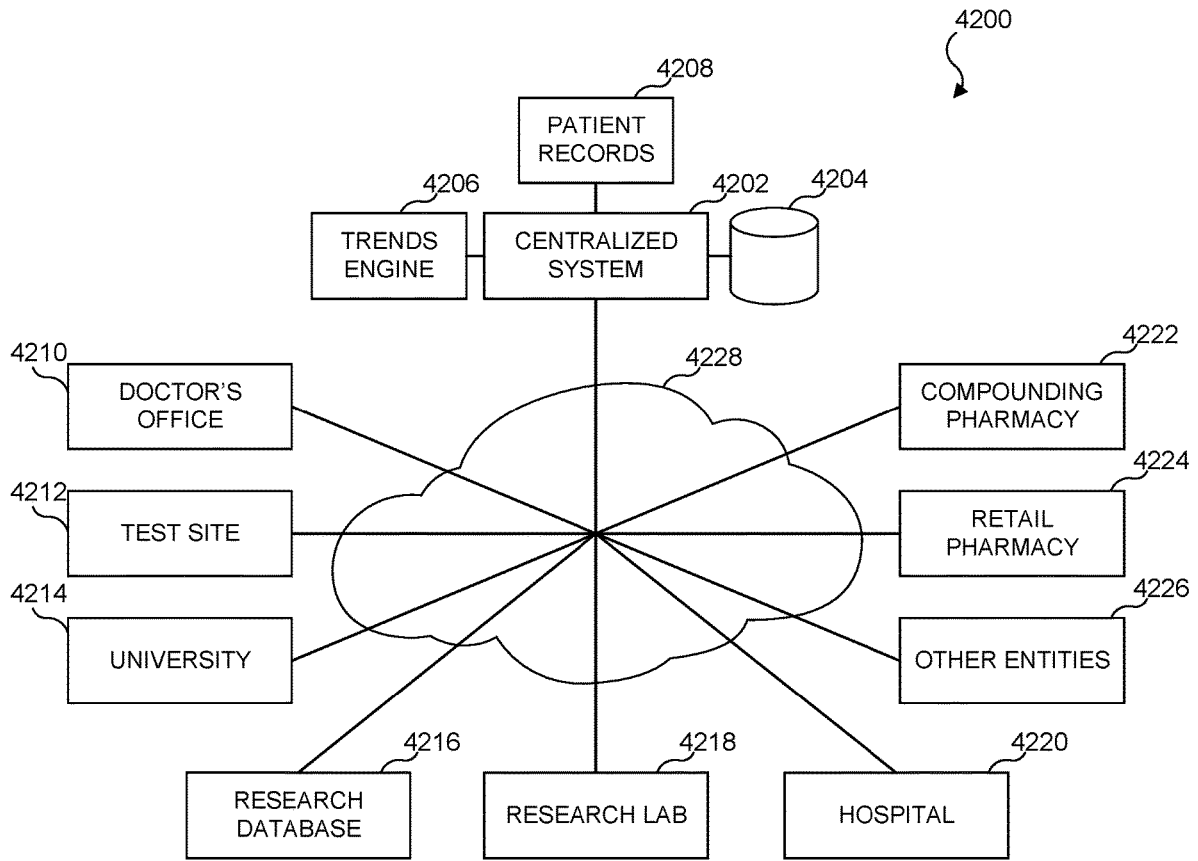 4200
4208
PATIENT
RECORDS
4206
4202
4204
TRENDS
ENGINE
CENTRALIZED
SYSTEM
4210
4228
4222
DOCTOR'S
OFFICE
COMPOUNDING
PHARMACY
4212
4224
TEST SITE
RETAIL
PHARMACY
4214
4226
UNIVERSITY
OTHER ENTITIES
4216
4218
4220
RESEARCH
DATABASE
RESEARCH LAB
HOSPITAL